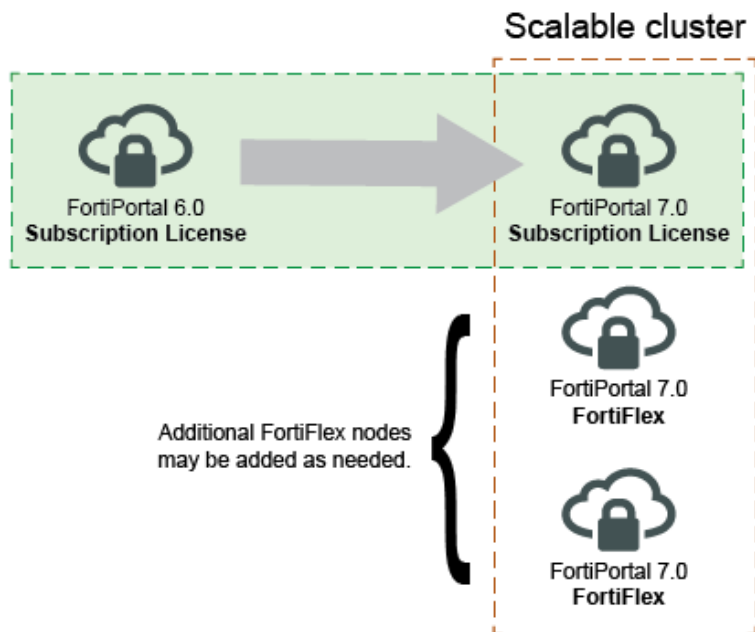 Scalable cluster
FortiPortal 6.0
Subscription License
FortiPortal 7.0
Subscription License
FortiPortal 7.0
FortiFlex
Additional FortiFlex nodes
may be added as needed.
FortiPortal 7.0
FortiFlex